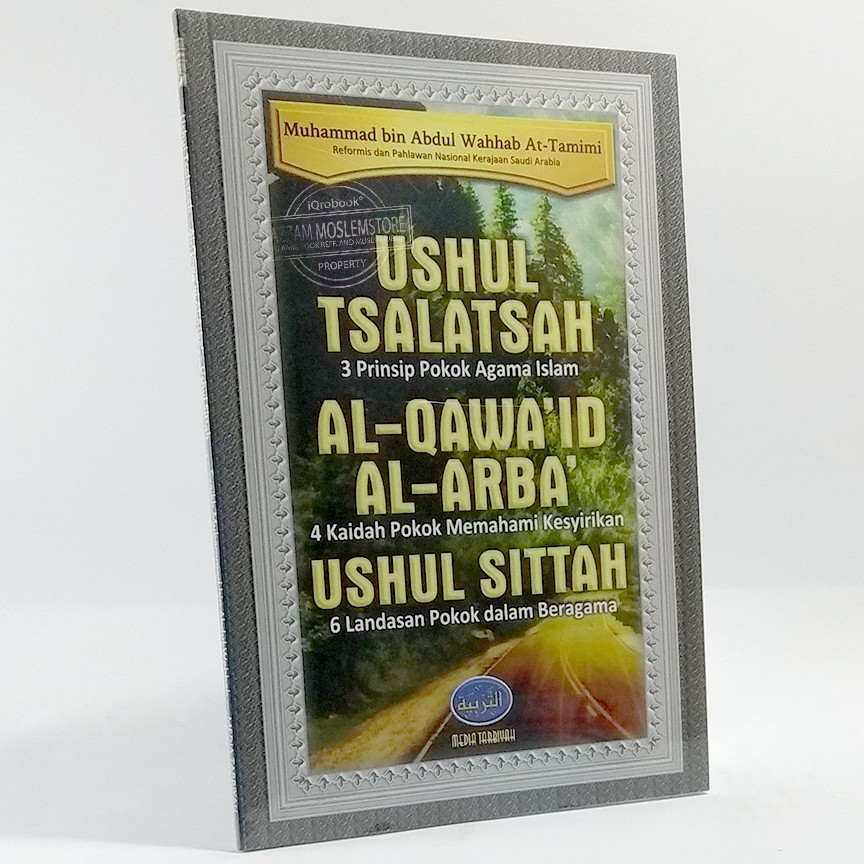 Muhammad bin Abdul Wahhab At-Tamimi
Reformis dan Pahlawan Nasional Kerajaan Saudi Arabia
iQrobook®
AZZAM MOSLEMSTORE
PROPERTY
USHUL
TSALATSAH
3 Prinsip Pokok Agama Islam
AL-QAWA'ID
AL-ARBA'
4 Kaidah Pokok Memahami Kesyirikan
USHUL SITTAH
6 Landasan Pokok dalam Beragama
التربية
MEDIA TARBIYAH